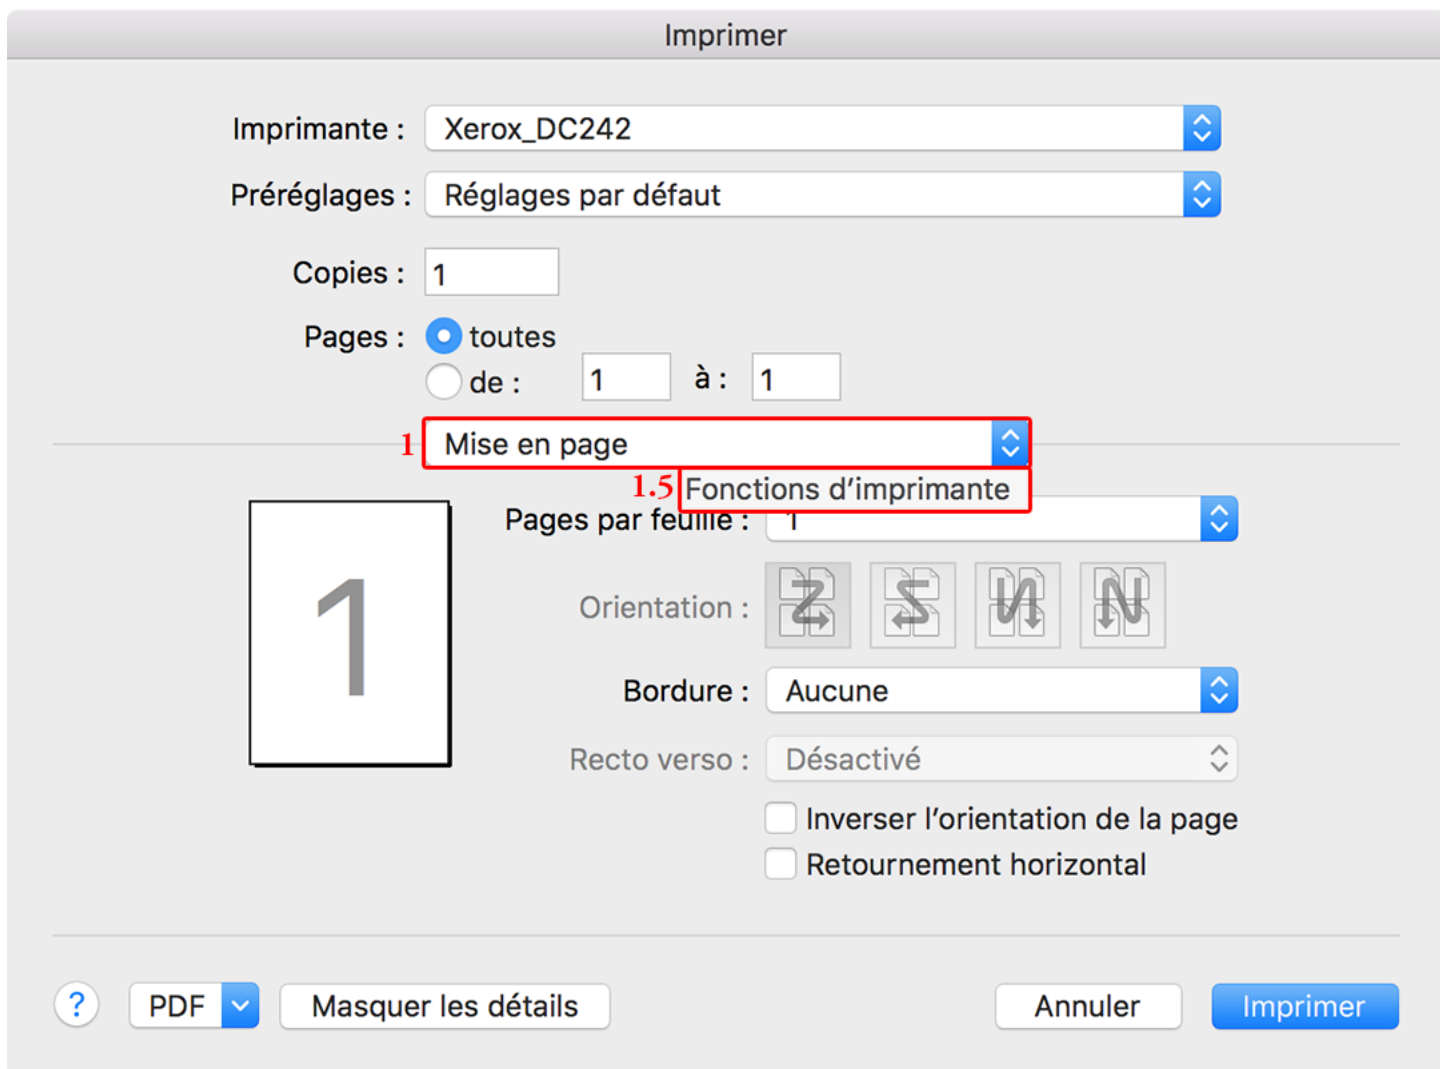 Imprimer
Imprimante : Xerox_DC242
Préréglages : Réglages par défaut
Copies : 1
Pages : toutes
de : 1 à : 1
1 Mise en page
1.5 Fonctions d’imprimante
Pages par feuille : 1
Orientation :
Bordure : Aucune
Recto verso : Désactivé
Inverser l’orientation de la page
Retournement horizontal
1
? PDF Masquer les détails Annuler Imprimer